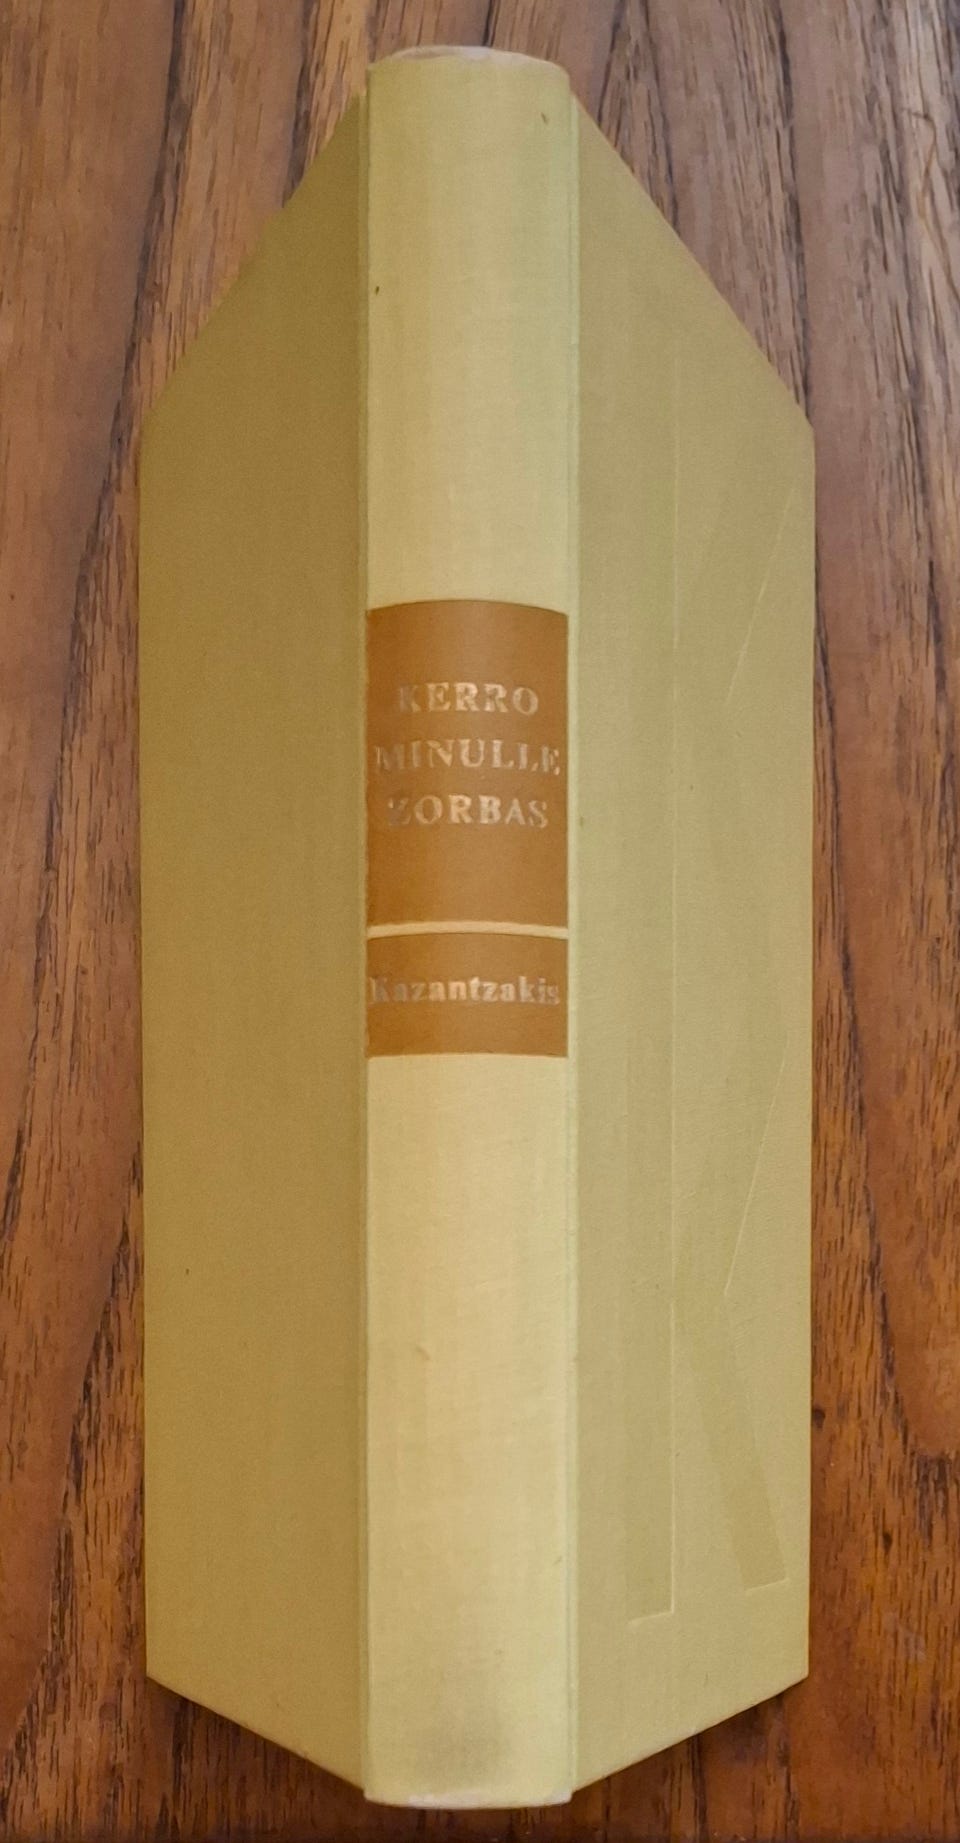 KERRO
MINULLE
ZORBAS
Kazantzakis
K